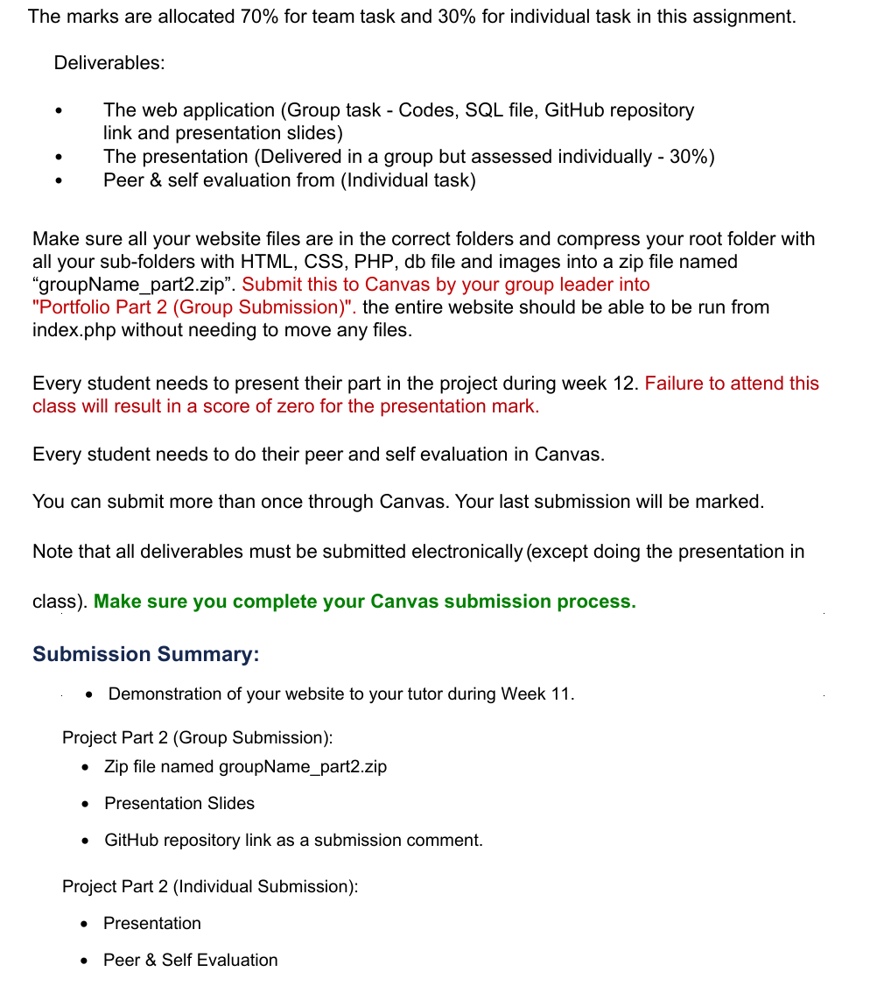 The marks are allocated 70% for team task and 30% for individual task in this assignment.
Deliverables:
• The web application (Group task - Codes, SQL file, GitHub repository
link and presentation slides)
• The presentation (Delivered in a group but assessed individually - 30%)
• Peer & self evaluation from (Individual task)
Make sure all your website files are in the correct folders and compress your root folder with
all your sub-folders with HTML, CSS, PHP, db file and images into a zip file named
“groupName_part2.zip”. Submit this to Canvas by your group leader into
"Portfolio Part 2 (Group Submission)". the entire website should be able to be run from
index.php without needing to move any files.
Every student needs to present their part in the project during week 12. Failure to attend this
class will result in a score of zero for the presentation mark.
Every student needs to do their peer and self evaluation in Canvas.
You can submit more than once through Canvas. Your last submission will be marked.
Note that all deliverables must be submitted electronically (except doing the presentation in
class). Make sure you complete your Canvas submission process.
Submission Summary:
• Demonstration of your website to your tutor during Week 11.
Project Part 2 (Group Submission):
• Zip file named groupName_part2.zip
• Presentation Slides
• GitHub repository link as a submission comment.
Project Part 2 (Individual Submission):
• Presentation
• Peer & Self Evaluation